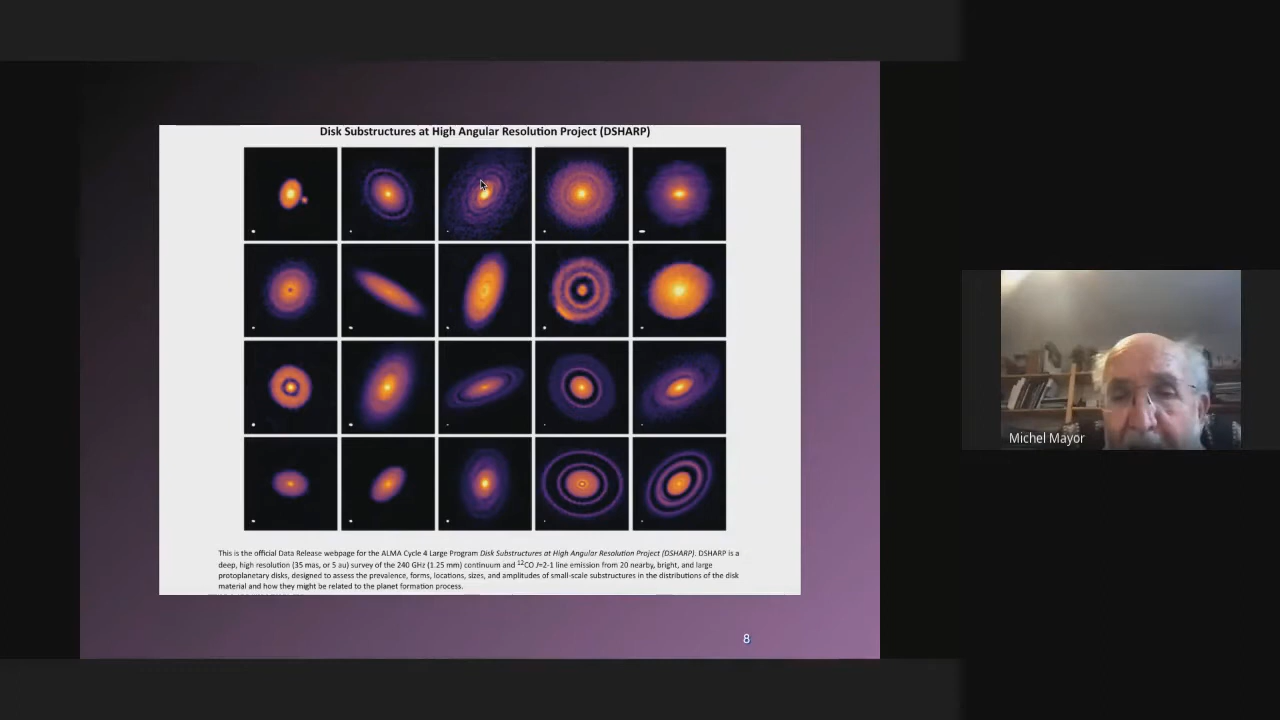 Disk Substructures at High Angular Resolution Project (DSHARP)
This is the official Data Release webpage for the ALMA Cycle 4 Large Program Disk Substructures at High Angular Resolution Project (DSHARP). DSHARP is a
deep, high resolution (35 mas, or 5 au) survey of the 240 GHz (1.25 mm) continuum and ¹²CO J=2-1 line emission from 20 nearby, bright, and large
protoplanetary disks, designed to assess the prevalence, forms, locations, sizes, and amplitudes of small-scale substructures in the distributions of the disk
material and how they might be related to the planet formation process.
8
Michel Mayor